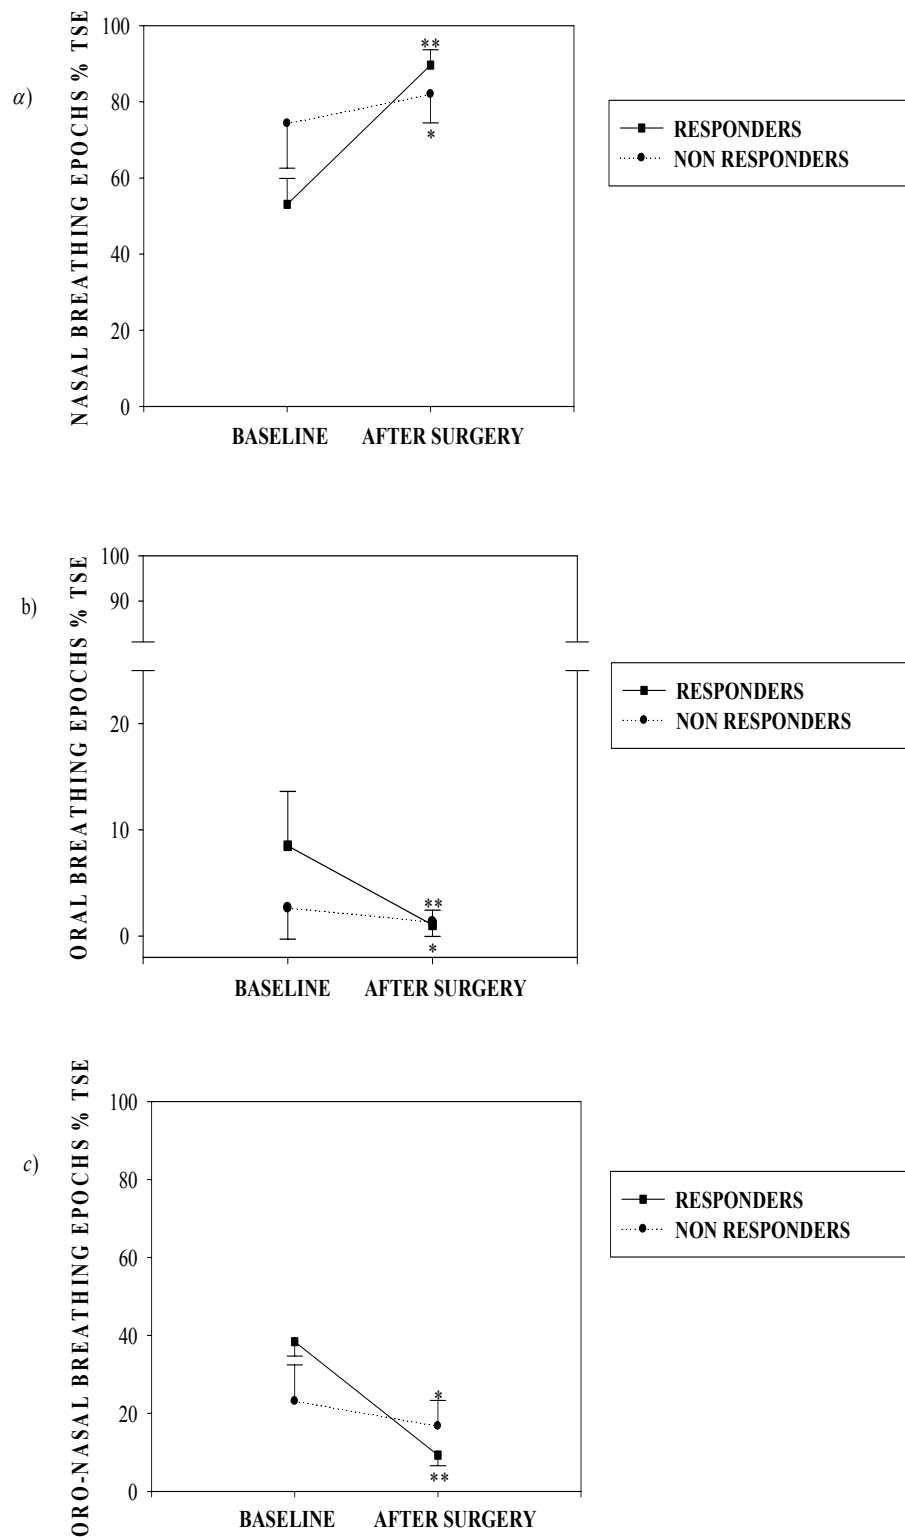 α)
NASAL BREATHING EPOCHS % TSE
100
80
60
40
20
0
**
*
BASELINE AFTER SURGERY
RESPONDERS
NON RESPONDERS
b)
ORAL BREATHING EPOCHS % TSE
100
90
20
10
0
**
*
BASELINE AFTER SURGERY
RESPONDERS
NON RESPONDERS
c)
ORO-NASAL BREATHING EPOCHS % TSE
100
80
60
40
20
0
*
**
BASELINE AFTER SURGERY
RESPONDERS
NON RESPONDERS